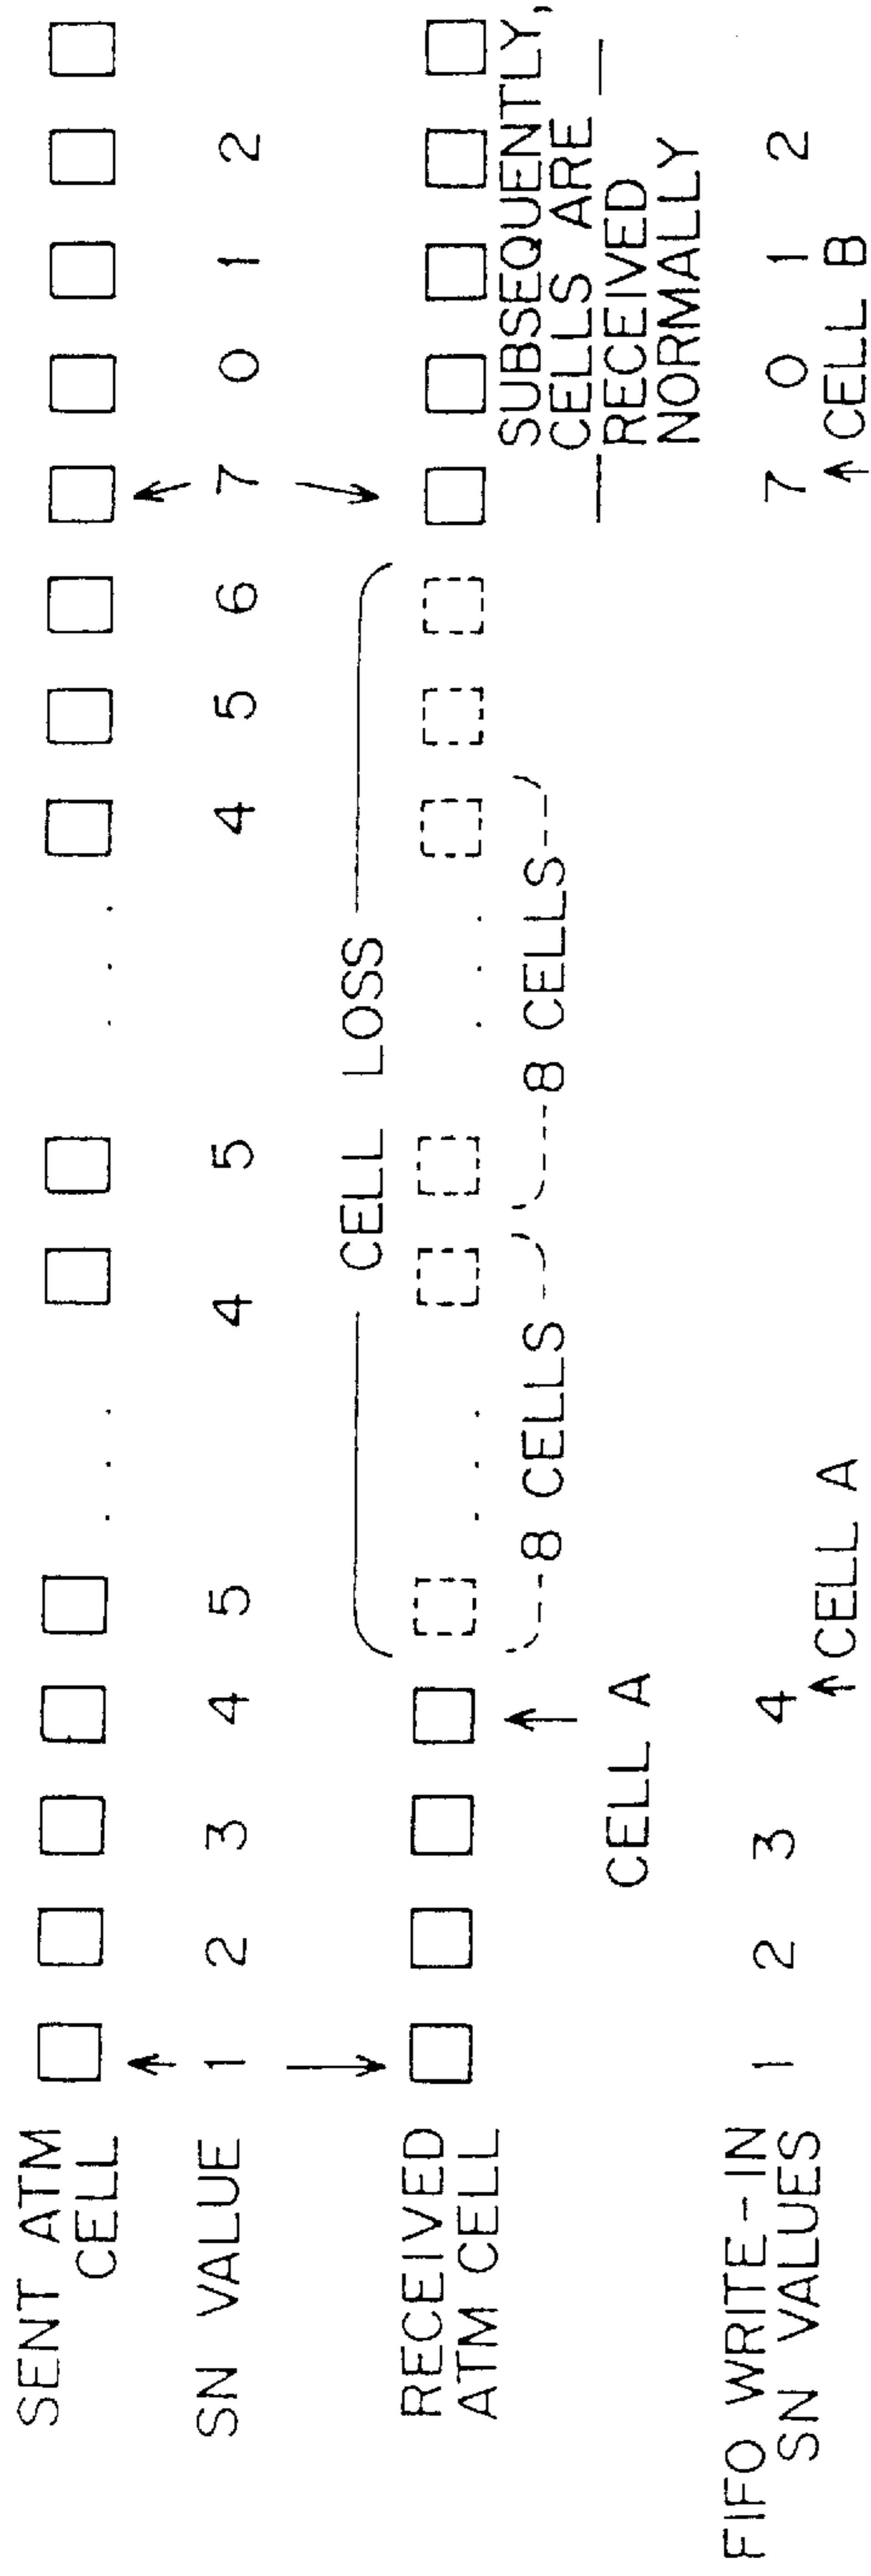 SENT ATM
CELL
SN VALUE 1 2 3 4 5 . . . 4 5 . . . 4 5 6 7 0 1 2
CELL LOSS
RECEIVED
ATM CELL
8 CELLS 8 CELLS
SUBSEQUENTLY,
CELLS ARE
RECEIVED
NORMALLY
CELL A
FIFO WRITE-IN
SN VALUES
1 2 3 4 7 0 1 2
CELL A CELL B